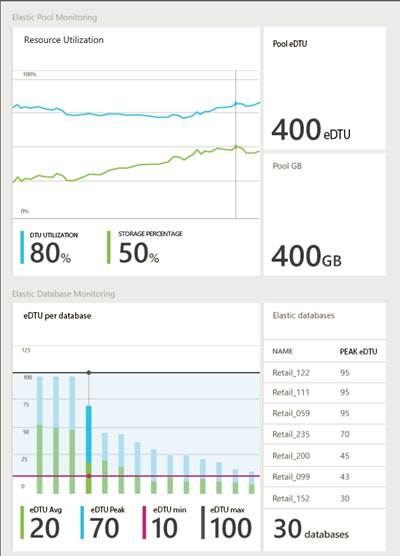 Elastic Pool Monitoring
Resource Utilization
100%
0%
DTU UTILIZATION
80%
STORAGE PERCENTAGE
50%
Pool eDTU
400 eDTU
Pool GB
400GB
Elastic Database Monitoring
eDTU per database
125
100
75
50
25
0
eDTU Avg
20
eDTU Peak
70
eDTU min
10
eDTU max
100
Elastic databases
NAME PEAK eDTU
Retail_122 95
Retail_111 95
Retail_059 95
Retail_235 70
Retail_200 45
Retail_099 43
Retail_152 30
30 databases